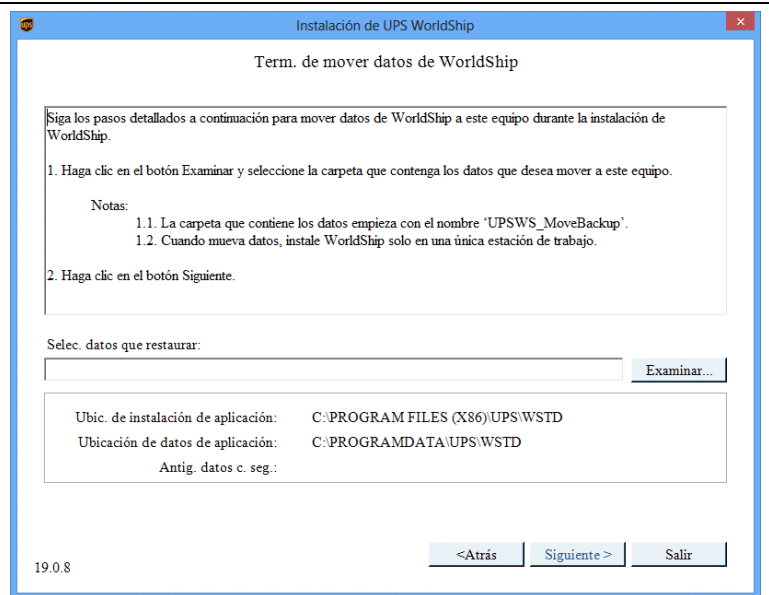 ups
Instalación de UPS WorldShip
Term. de mover datos de WorldShip
Siga los pasos detallados a continuación para mover datos de WorldShip a este equipo durante la instalación de
WorldShip.
1. Haga clic en el botón Examinar y seleccione la carpeta que contenga los datos que desea mover a este equipo.
Notas:
1.1. La carpeta que contiene los datos empieza con el nombre ‘UPSWS_MoveBackup’.
1.2. Cuando mueva datos, instale WorldShip solo en una única estación de trabajo.
2. Haga clic en el botón Siguiente.
Selec. datos que restaurar:
Examinar...
Ubic. de instalación de aplicación: C:\PROGRAM FILES (X86)\UPS\WSTD
Ubicación de datos de aplicación: C:\PROGRAMDATA\UPS\WSTD
Antig. datos c. seg.:
<Atrás Siguiente > Salir
19.0.8